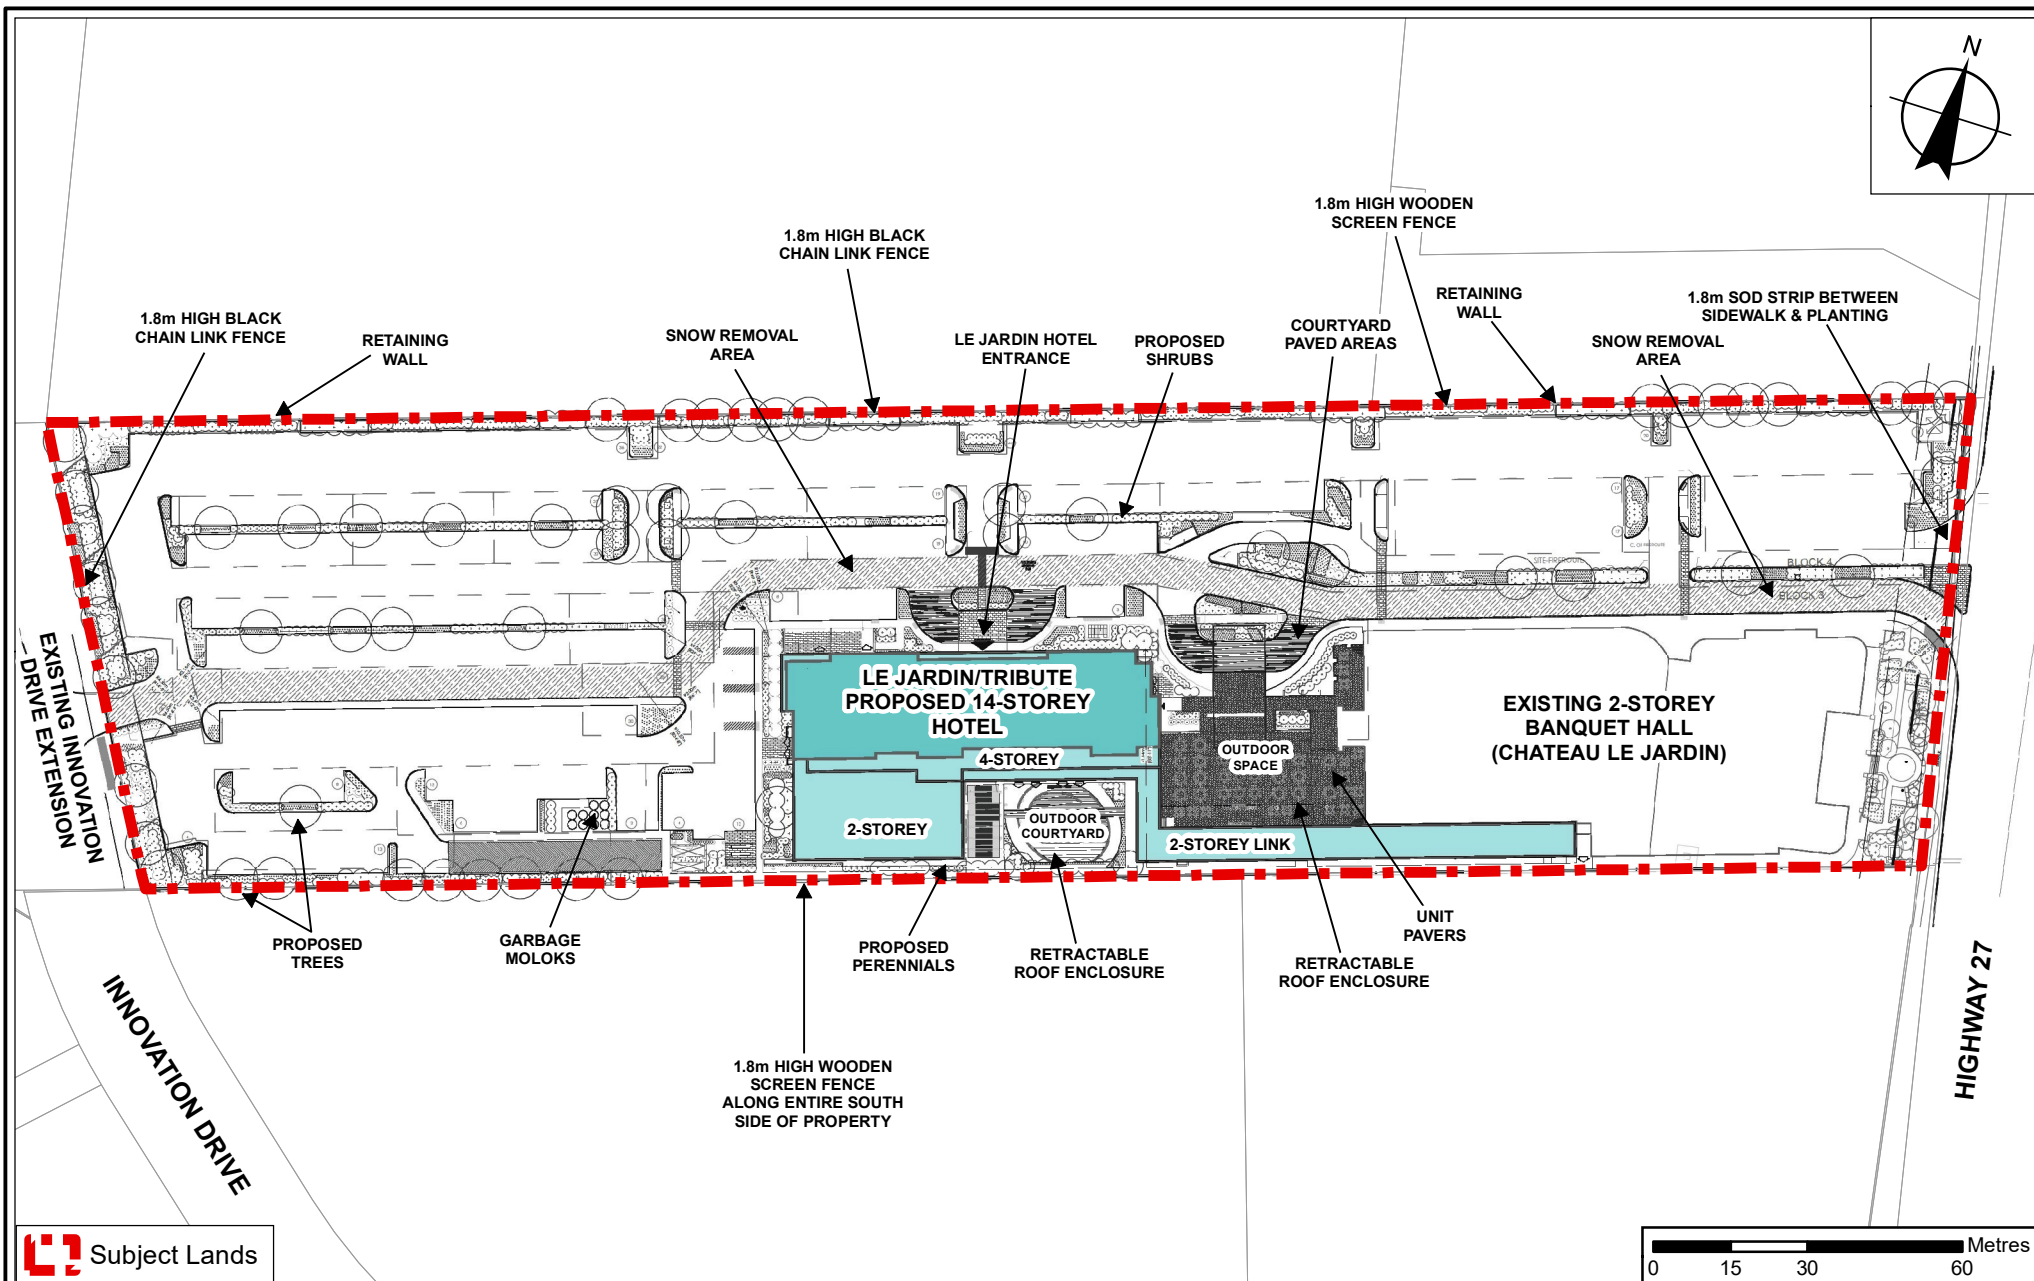 N
1.8m HIGH WOODEN
SCREEN FENCE
1.8m HIGH BLACK
CHAIN LINK FENCE
RETAINING
WALL
1.8m SOD STRIP BETWEEN
SIDEWALK & PLANTING
1.8m HIGH BLACK
CHAIN LINK FENCE
RETAINING
WALL
SNOW REMOVAL
AREA
LE JARDIN HOTEL
ENTRANCE
PROPOSED
SHRUBS
COURTYARD
PAVED AREAS
SNOW REMOVAL
AREA
BLOCK 4
BLOCK 3
EXISTING INNOVATION
DRIVE EXTENSION
LE JARDIN/TRIBUTE
PROPOSED 14-STOREY
HOTEL
4-STOREY
2-STOREY
OUTDOOR
SPACE
OUTDOOR
COURTYARD
2-STOREY LINK
EXISTING 2-STOREY
BANQUET HALL
(CHATEAU LE JARDIN)
PROPOSED
TREES
GARBAGE
MOLOKS
PROPOSED
PERENNIALS
RETRACTABLE
ROOF ENCLOSURE
RETRACTABLE
ROOF ENCLOSURE
UNIT
PAVERS
1.8m HIGH WOODEN
SCREEN FENCE
ALONG ENTIRE SOUTH
SIDE OF PROPERTY
INNOVATION DRIVE
HIGHWAY 27
Subject Lands
Metres
0 15 30 60